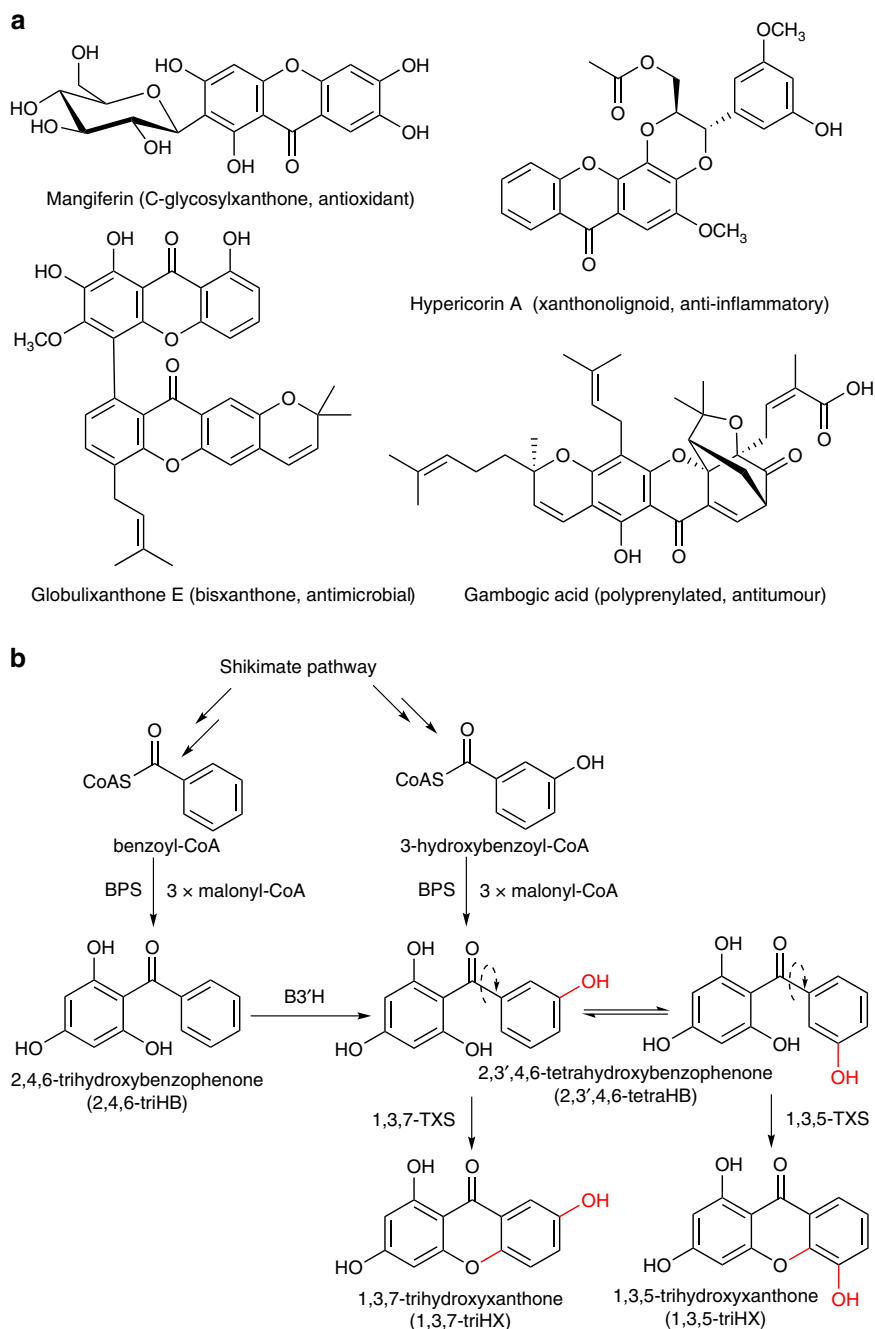 a
OH
HO
HO
HO
OH
HO
O
O
OH
OH
OH
O
Mangiferin (C-glycosylxanthone, antioxidant)
OCH3
O
O
OH
O
O
O
OCH3
O
Hypericorin A (xanthonolignoid, anti-inflammatory)
OH
O
OH
HO
H3CO
O
O
O
O
Globulixanthone E (bisxanthone, antimicrobial)
O
OH
O
O
O
O
OH
O
Gambogic acid (polyprenylated, antitumour)
b
Shikimate pathway
O
CoAS
benzoyl-CoA
O
OH
CoAS
3-hydroxybenzoyl-CoA
BPS
3 × malonyl-CoA
BPS
3 × malonyl-CoA
OH
O
HO
OH
B3′H
OH
O
OH
HO
OH
OH
O
HO
OH
OH
2,4,6-trihydroxybenzophenone
(2,4,6-triHB)
2,3′,4,6-tetrahydroxybenzophenone
(2,3′,4,6-tetraHB)
1,3,7-TXS
1,3,5-TXS
OH
O
OH
HO
O
1,3,7-trihydroxyxanthone
(1,3,7-triHX)
OH
O
HO
O
OH
1,3,5-trihydroxyxanthone
(1,3,5-triHX)